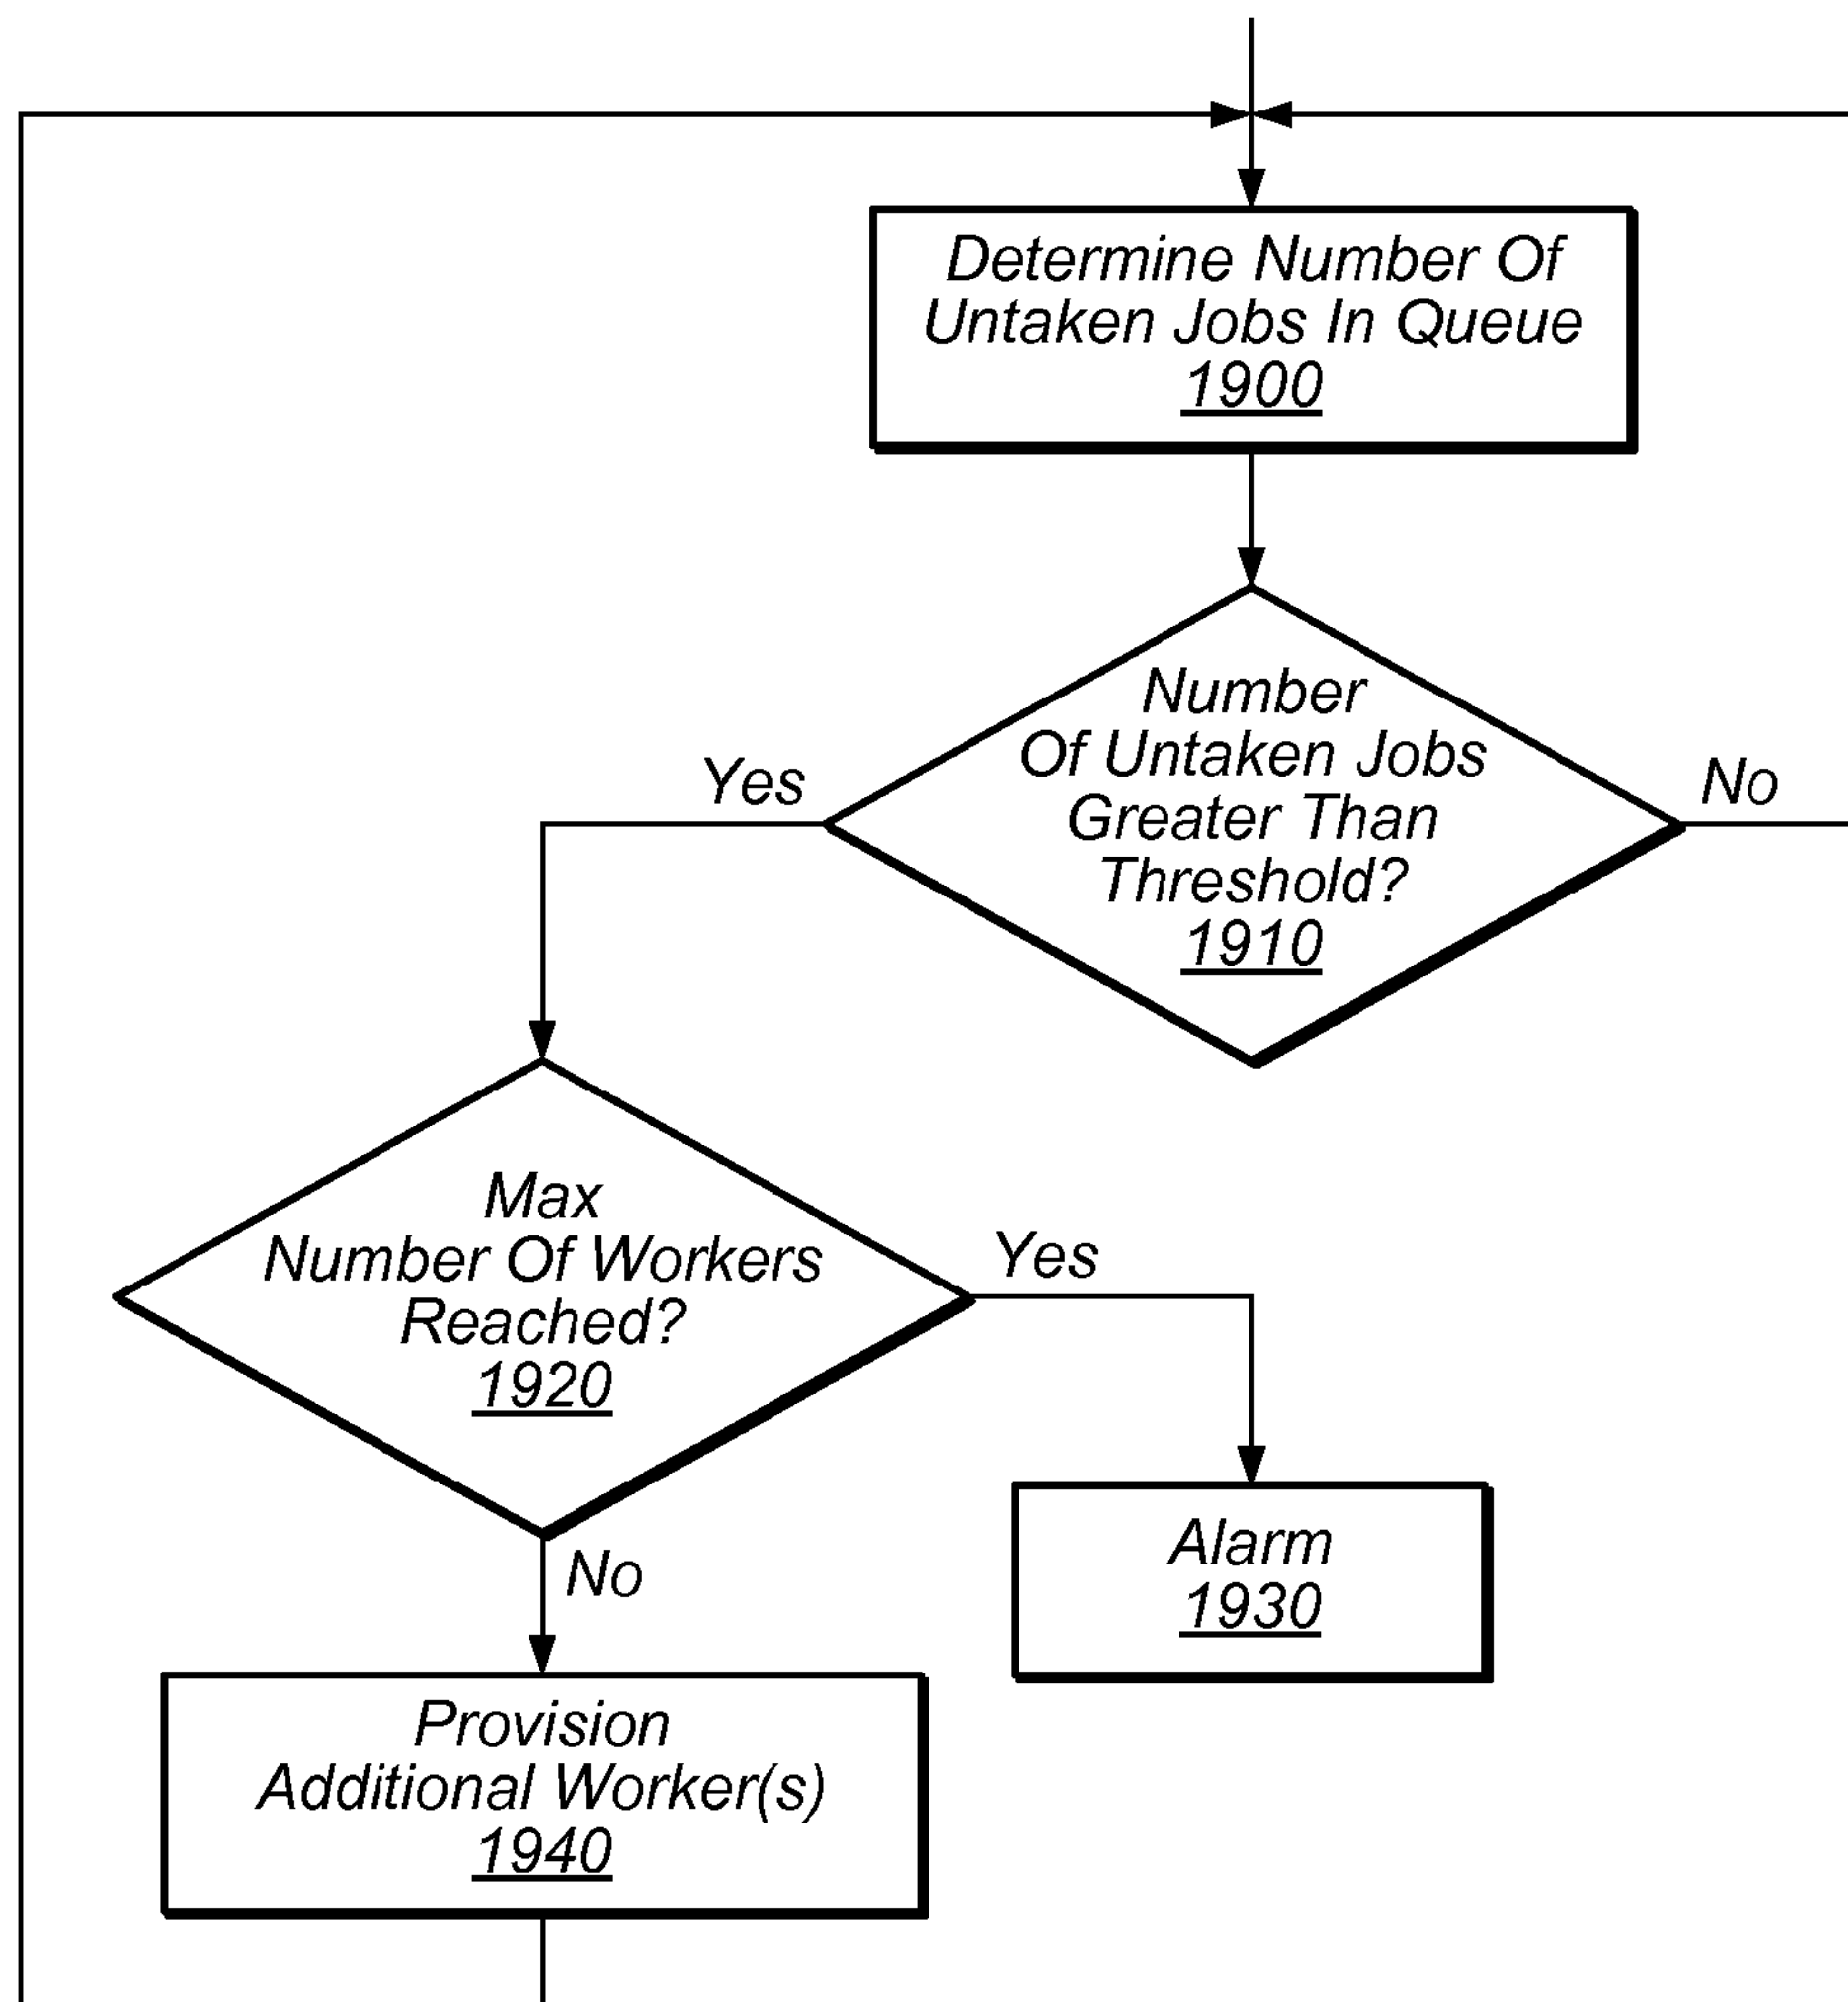 Determine Number Of
Untaken Jobs In Queue
1900
Number
Of Untaken Jobs
Greater Than
Threshold?
1910
Yes
No
Max
Number Of Workers
Reached?
1920
Yes
No
Alarm
1930
Provision
Additional Worker(s)
1940